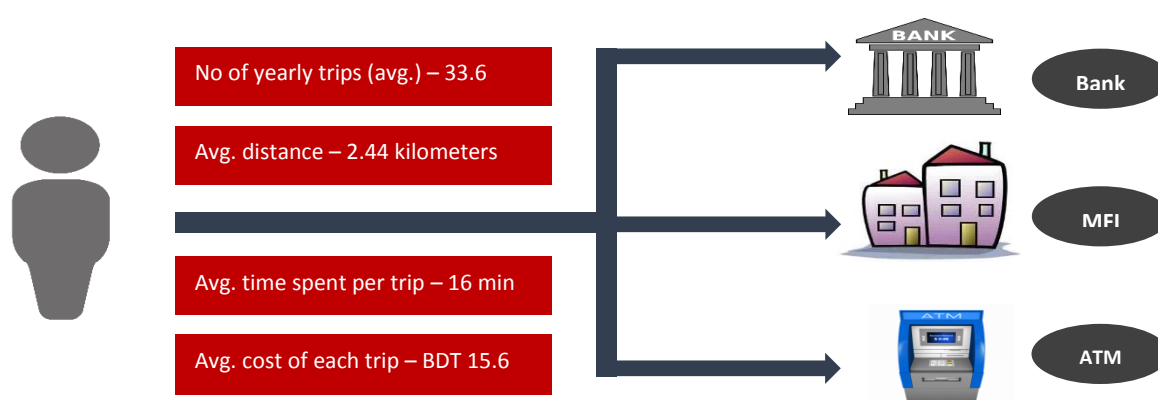 No of yearly trips (avg.) – 33.6
Avg. distance – 2.44 kilometers
Avg. time spent per trip – 16 min
Avg. cost of each trip – BDT 15.6
BANK
Bank
MFI
ATM
ATM